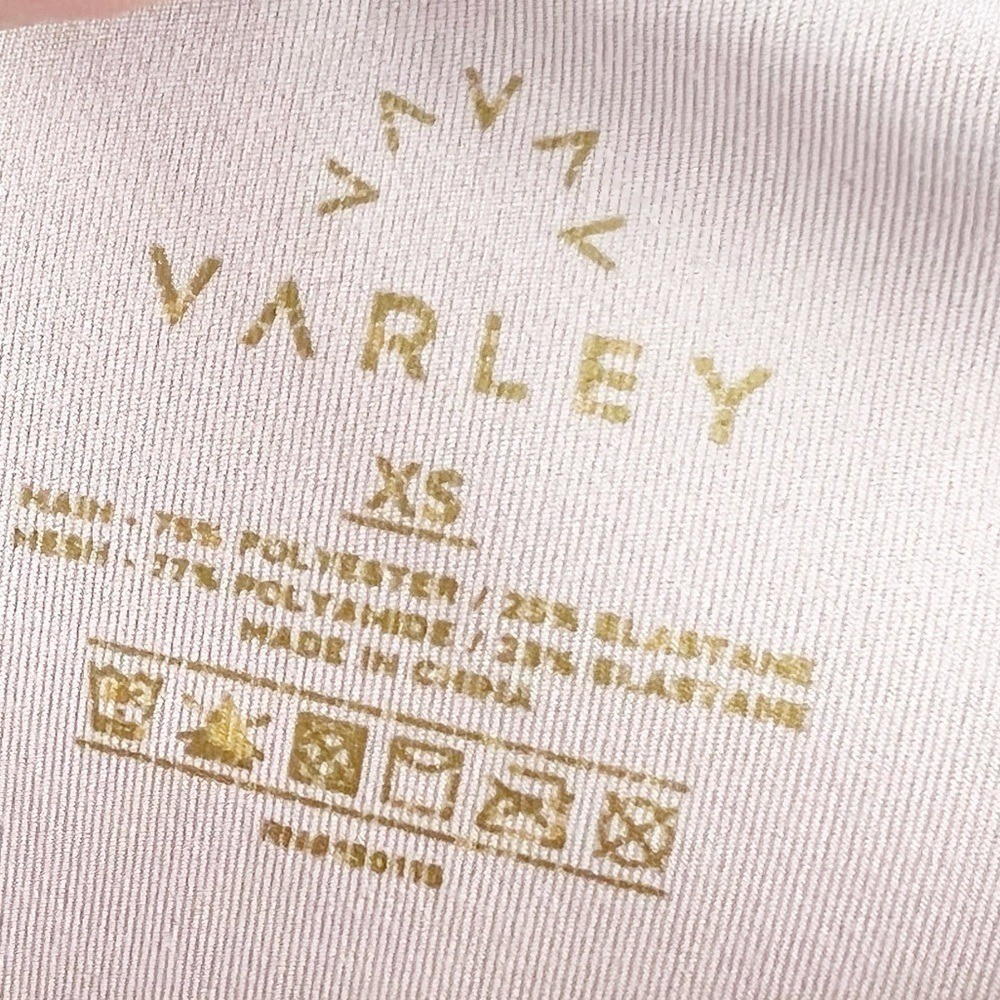 VARLEY
XS
MAIN · 75% POLYESTER / 25% ELASTANE
MESH · 77% POLYAMIDE / 23% ELASTANE
MADE IN CHINA